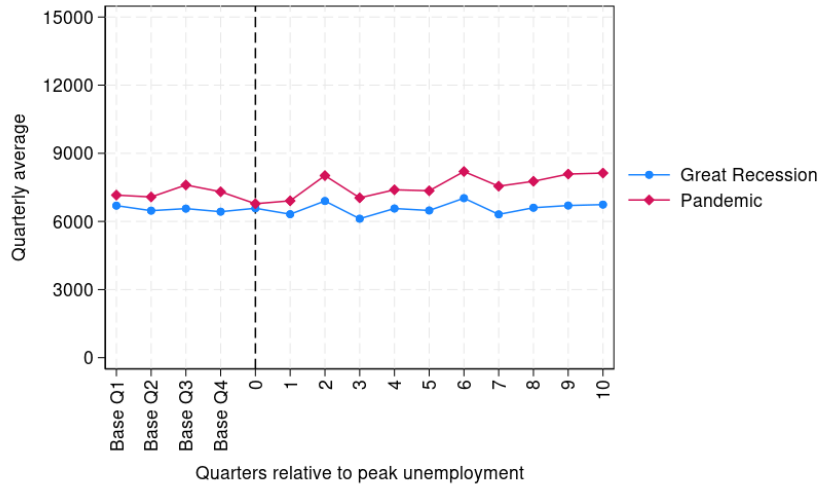 15000
12000
9000
6000
3000
0
Quarterly average
Base Q1
Base Q2
Base Q3
Base Q4
0
1
2
3
4
5
6
7
8
9
10
Quarters relative to peak unemployment
Great Recession
Pandemic